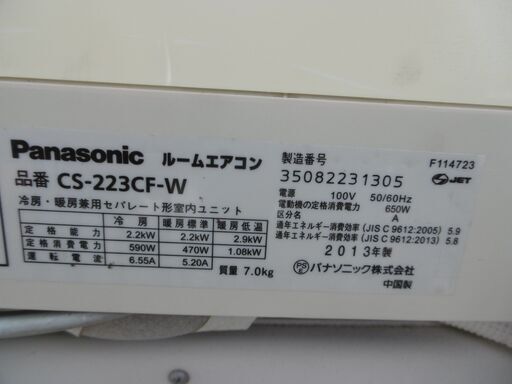 Panasonic ルームエアコン
品番 CS-223CF-W
冷房・暖房兼用セパレート形室内ユニット
冷 房 暖房標準 暖房低温
定 格 能 力 2.2kW 2.2kW 2.9kW
定格消費電力 590W 470W 1.08kW
運 転 電 流 6.55A 5.20A
質量 7.0kg
製造番号 F114723
35082231305 JET
電源 100V 50/60Hz
電動機の定格消費電力 650W
区分名 A
通年エネルギー消費効率 (JIS C 9612:2005) 5.9
通年エネルギー消費効率 (JIS C 9612:2013) 5.8
2013年製
PS E パナソニック株式会社
中国製